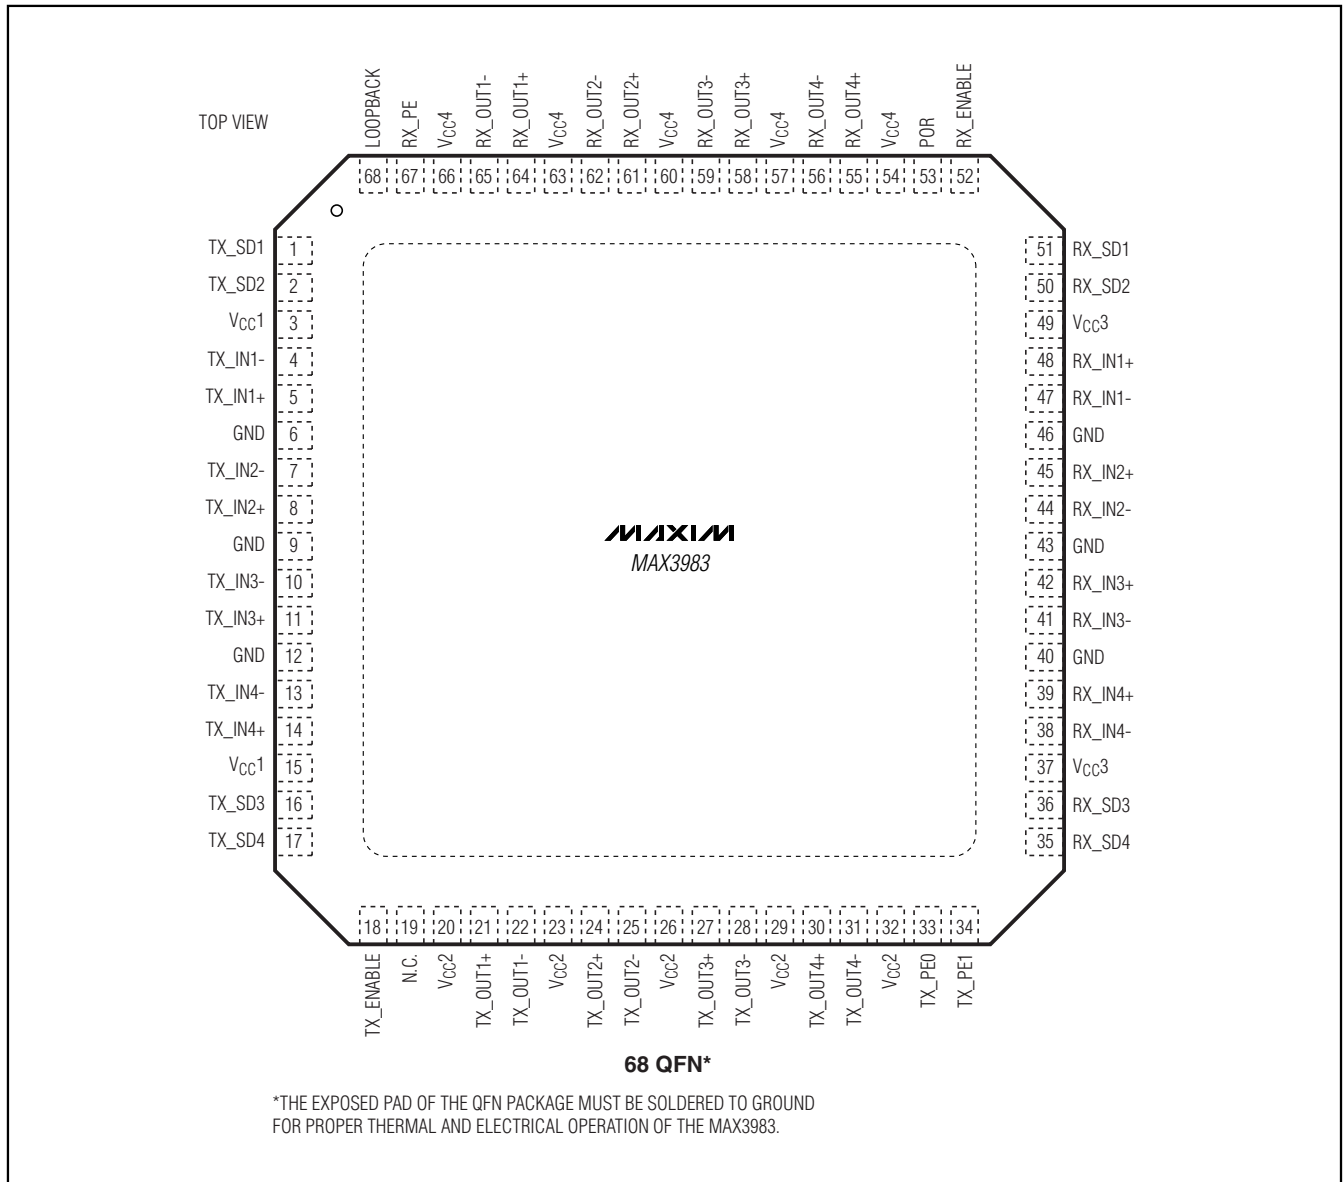 TOP VIEW
LOOPBACK
RX_PE
VCC4
RX_OUT1-
RX_OUT1+
VCC4
RX_OUT2-
RX_OUT2+
VCC4
RX_OUT3-
RX_OUT3+
VCC4
RX_OUT4-
RX_OUT4+
VCC4
POR
RX_ENABLE
68 67 66 65 64 63 62 61 60 59 58 57 56 55 54 53 52
TX_SD1 1
TX_SD2 2
VCC1 3
TX_IN1- 4
TX_IN1+ 5
GND 6
TX_IN2- 7
TX_IN2+ 8
GND 9
TX_IN3- 10
TX_IN3+ 11
GND 12
TX_IN4- 13
TX_IN4+ 14
VCC1 15
TX_SD3 16
TX_SD4 17
MAXIM
MAX3983
51 RX_SD1
50 RX_SD2
49 VCC3
48 RX_IN1+
47 RX_IN1-
46 GND
45 RX_IN2+
44 RX_IN2-
43 GND
42 RX_IN3+
41 RX_IN3-
40 GND
39 RX_IN4+
38 RX_IN4-
37 VCC3
36 RX_SD3
35 RX_SD4
18 19 20 21 22 23 24 25 26 27 28 29 30 31 32 33 34
TX_ENABLE
N.C.
VCC2
TX_OUT1+
TX_OUT1-
VCC2
TX_OUT2+
TX_OUT2-
VCC2
TX_OUT3+
TX_OUT3-
VCC2
TX_OUT4+
TX_OUT4-
VCC2
TX_PE0
TX_PE1
68 QFN*
*THE EXPOSED PAD OF THE QFN PACKAGE MUST BE SOLDERED TO GROUND
FOR PROPER THERMAL AND ELECTRICAL OPERATION OF THE MAX3983.